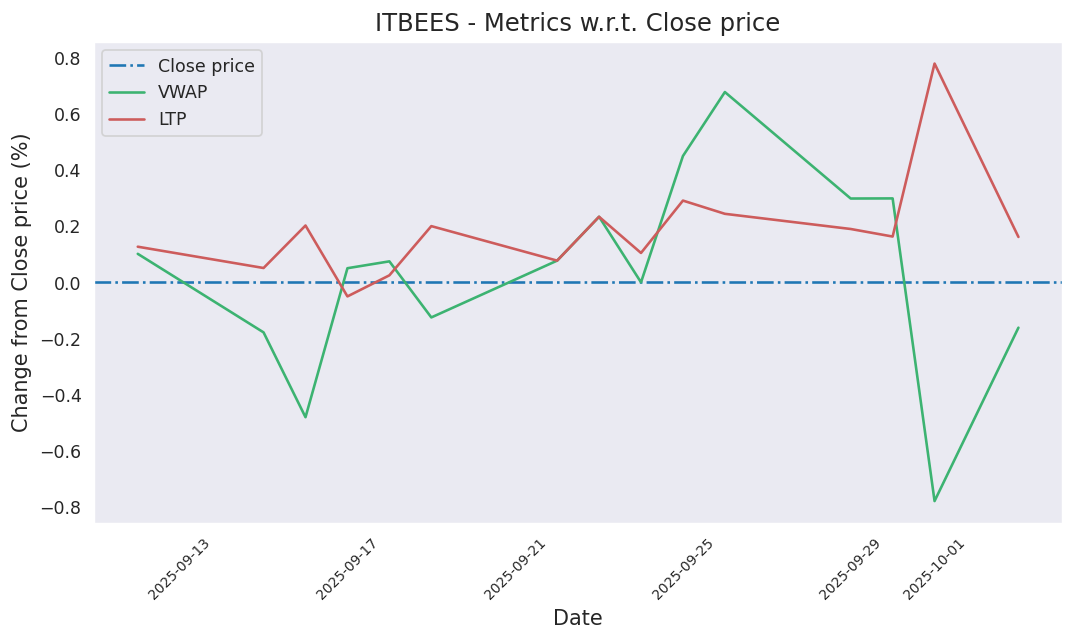 ITBEES - Metrics w.r.t. Close price
Close price
VWAP
LTP
Change from Close price (%)
0.8
0.6
0.4
0.2
0.0
−0.2
−0.4
−0.6
−0.8
2025-09-13
2025-09-17
2025-09-21
2025-09-25
2025-09-29
2025-10-01
Date